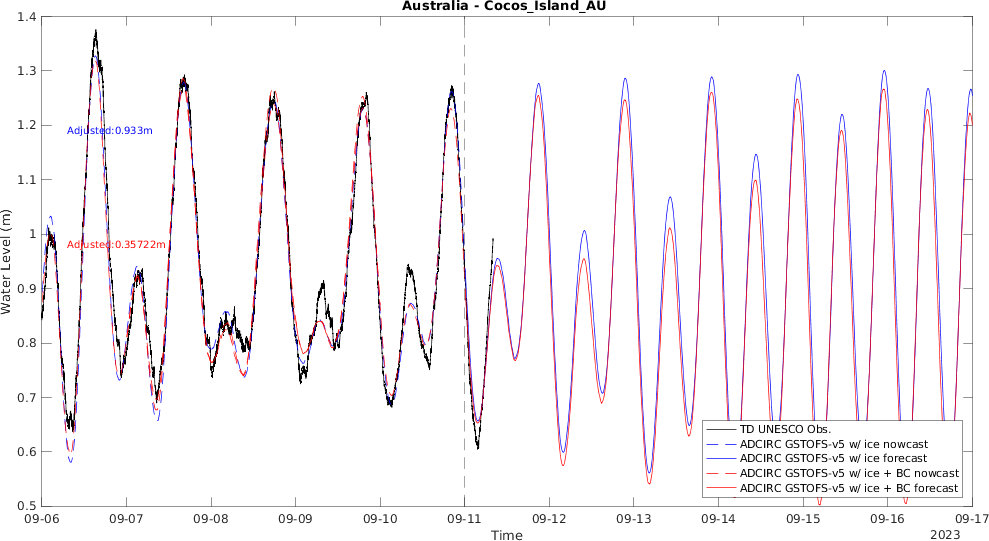 Australia - Cocos_Island_AU
1.4
1.3
1.2
1.1
1
0.9
0.8
0.7
0.6
0.5
Water Level (m)
Adjusted:0.933m
Adjusted:0.35722m
TD UNESCO Obs.
ADCIRC GSTOFS-v5 w/ ice nowcast
ADCIRC GSTOFS-v5 w/ ice forecast
ADCIRC GSTOFS-v5 w/ ice + BC nowcast
ADCIRC GSTOFS-v5 w/ ice + BC forecast
09-06 09-07 09-08 09-09 09-10 09-11 09-12 09-13 09-14 09-15 09-16 09-17
Time
2023